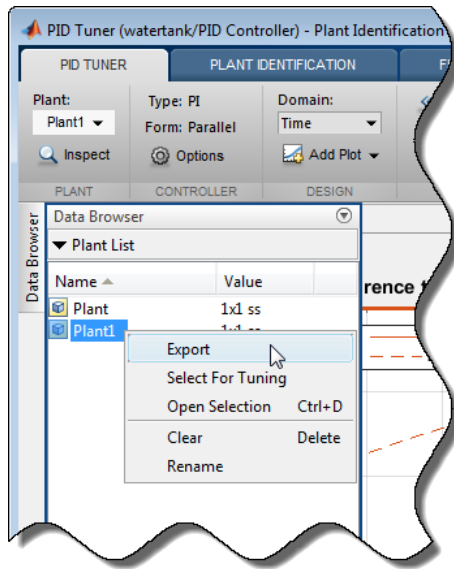 PID Tuner (watertank/PID Controller) - Plant Identification
PID TUNER
PLANT IDENTIFICATION
Plant:
Plant1
Inspect
PLANT
Type: PI
Form: Parallel
Options
CONTROLLER
Domain:
Time
Add Plot
DESIGN
Data Browser
Data Browser
Plant List
Name Value
Plant 1x1 ss
Plant1 1x1 ss
Export
Select For Tuning
Open Selection Ctrl+D
Clear Delete
Rename
rence